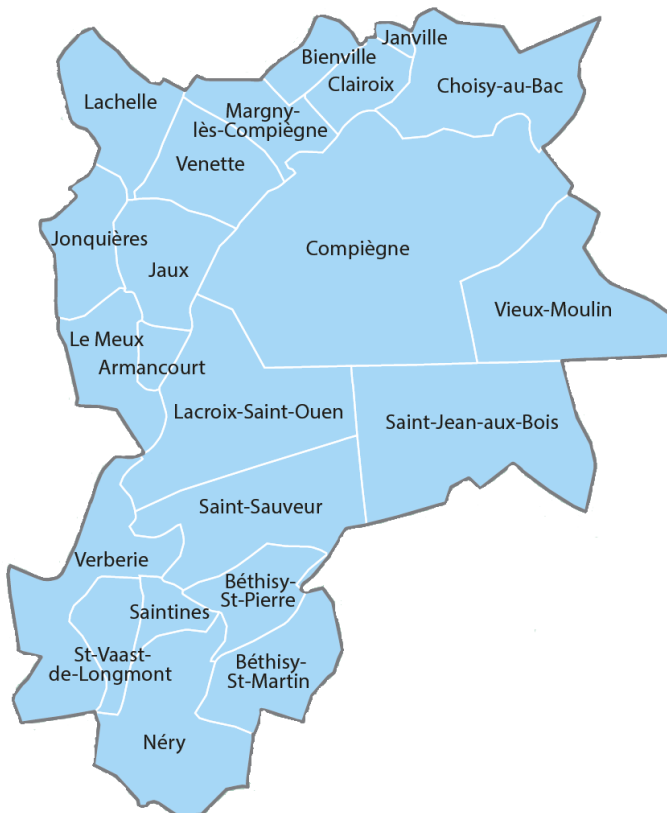 Janville
Bienville
Clairoix
Choisy-au-Bac
Lachelle
Margny-
lès-Compiègne
Venette
Jonquières
Compiègne
Jaux
Vieux-Moulin
Le Meux
Armancourt
Lacroix-Saint-Ouen
Saint-Jean-aux-Bois
Saint-Sauveur
Verberie
Béthisy-
St-Pierre
Saintines
St-Vaast-
de-Longmont
Béthisy-
St-Martin
Néry